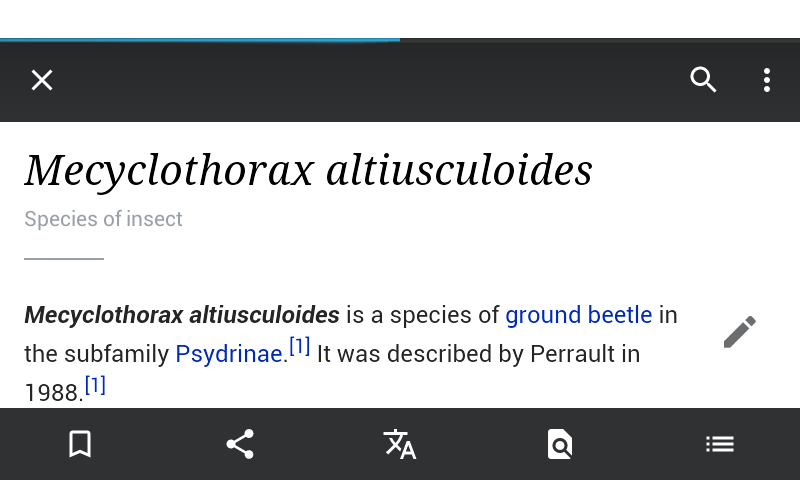 Mecyclothorax altiusculoides
Species of insect
Mecyclothorax altiusculoides is a species of ground beetle in
the subfamily Psydrinae.[1] It was described by Perrault in
1988.[1]